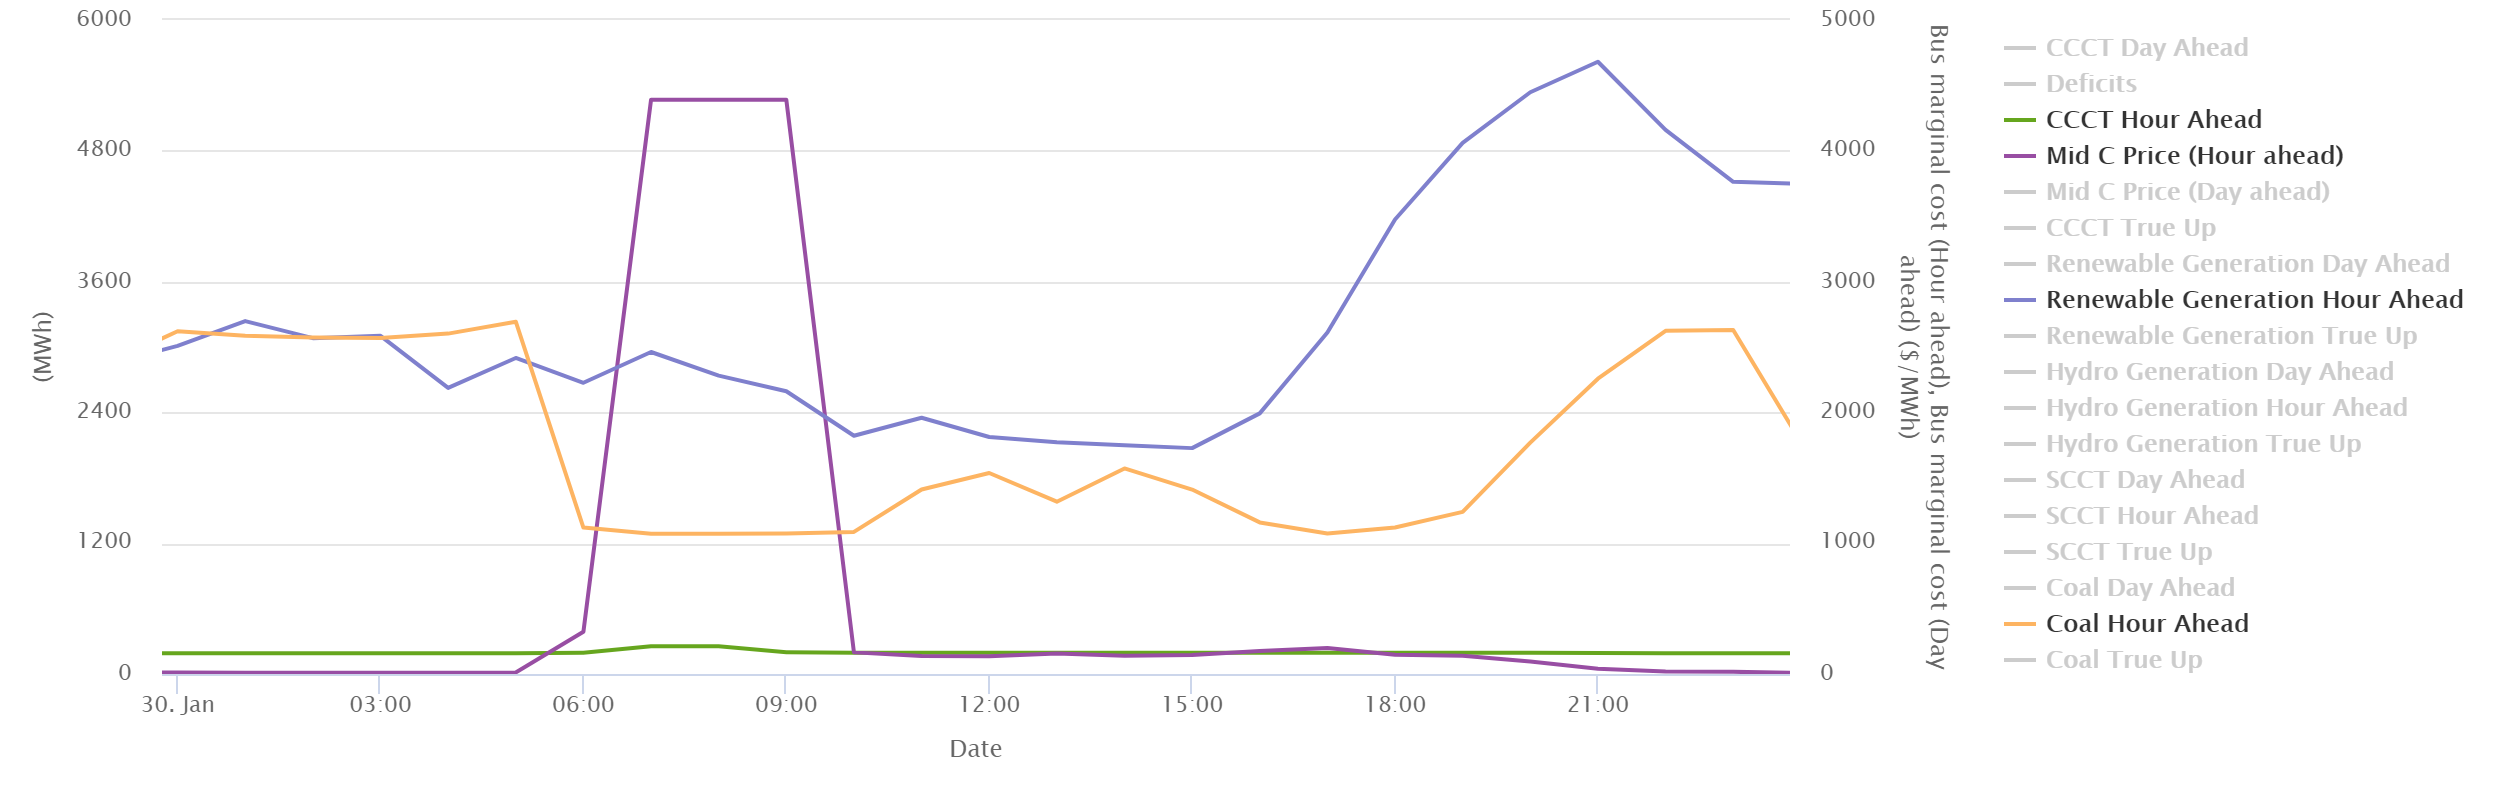 6000
4800
3600
2400
1200
0
(MWh)
5000
4000
3000
2000
1000
0
Bus marginal cost (Hour ahead), Bus marginal cost (Day
ahead) ($/MWh)
30. Jan
03:00
06:00
09:00
12:00
15:00
18:00
21:00
Date
CCCT Day Ahead
Deficits
CCCT Hour Ahead
Mid C Price (Hour ahead)
Mid C Price (Day ahead)
CCCT True Up
Renewable Generation Day Ahead
Renewable Generation Hour Ahead
Renewable Generation True Up
Hydro Generation Day Ahead
Hydro Generation Hour Ahead
Hydro Generation True Up
SCCT Day Ahead
SCCT Hour Ahead
SCCT True Up
Coal Day Ahead
Coal Hour Ahead
Coal True Up